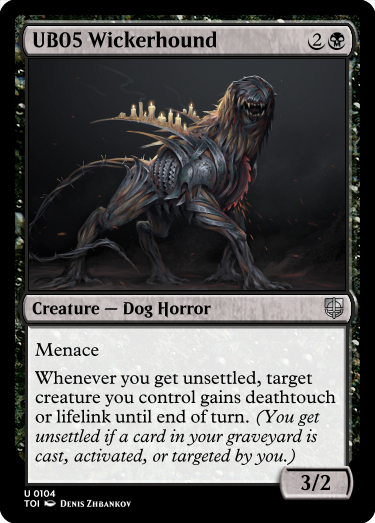 UB05 Wickerhound
2
Creature — Dog Horror
Menace
Whenever you get unsettled, target
creature you control gains deathtouch
or lifelink until end of turn. (You get
unsettled if a card in your graveyard is
cast, activated, or targeted by you.)
3/2
U 0104
TOI Denis Zhbankov